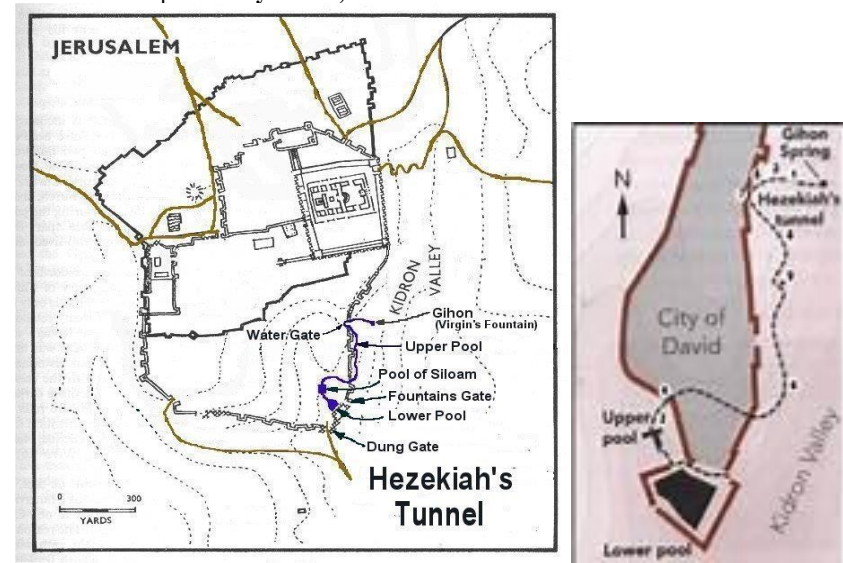 JERUSALEM
KIDRON
VALLEY
Gihon
(Virgin's Fountain)
Water Gate
Upper Pool
Pool of Siloam
Fountains Gate
Lower Pool
Dung Gate
Hezekiah's
Tunnel
0 300
YARDS
Gihon
Spring
N
Hezekiah's
tunnel
City of
David
Upper
pool
Kidron Valley
Lower pool